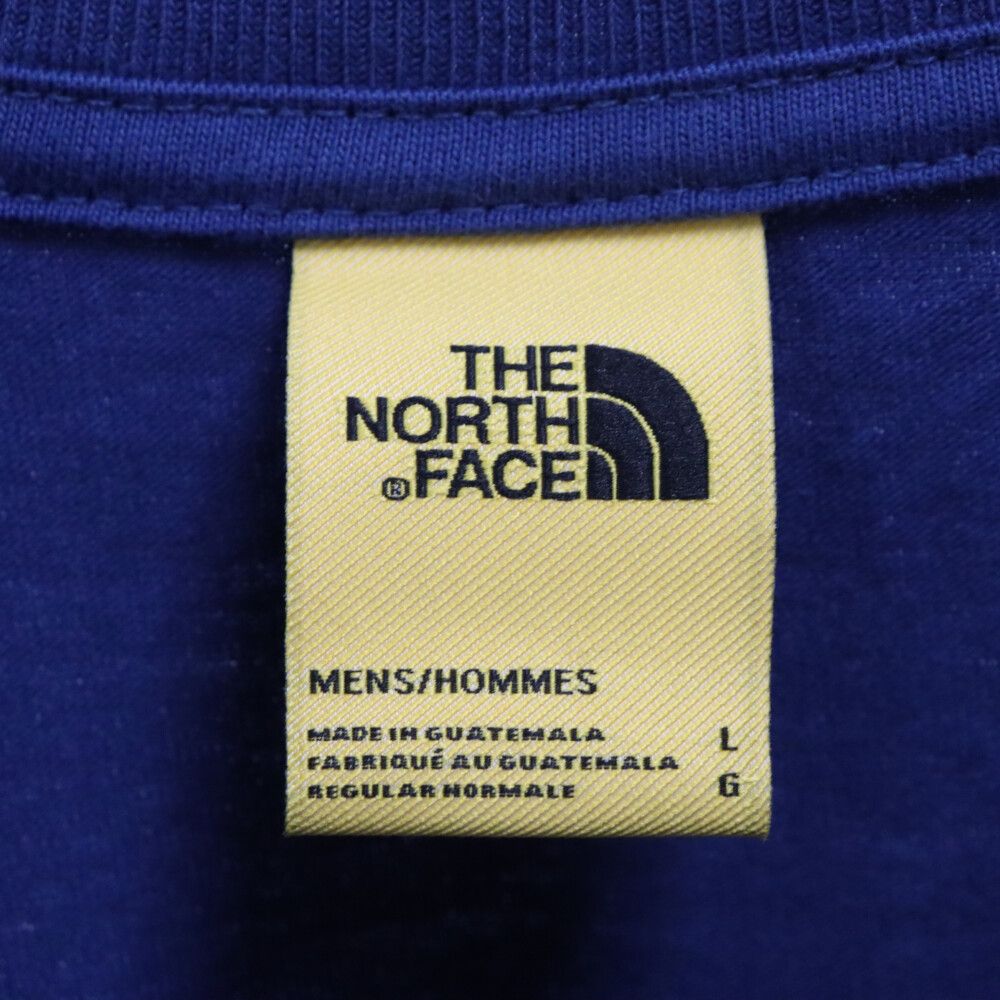 THE
NORTH
® FACE
MENS/HOMMES
MADE IN GUATEMALA L
FABRIQUÉ AU GUATEMALA
REGULAR NORMALE G